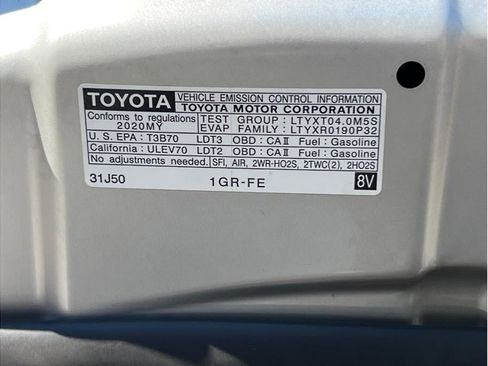 TOYOTA VEHICLE EMISSION CONTROL INFORMATION
TOYOTA MOTOR CORPORATION
Conforms to regulations TEST GROUP : LTYXT04.0M5S
2020MY EVAP FAMILY : LTYXR0190P32
U. S. EPA : T3B70 LDT3 OBD : CAⅡ Fuel : Gasoline
California : ULEV70 LDT2 OBD : CAⅡ Fuel : Gasoline
No adjustments needed. SFI, AIR, 2WR-HO2S, 2TWC(2), 2HO2S
31J50 1GR-FE 8V